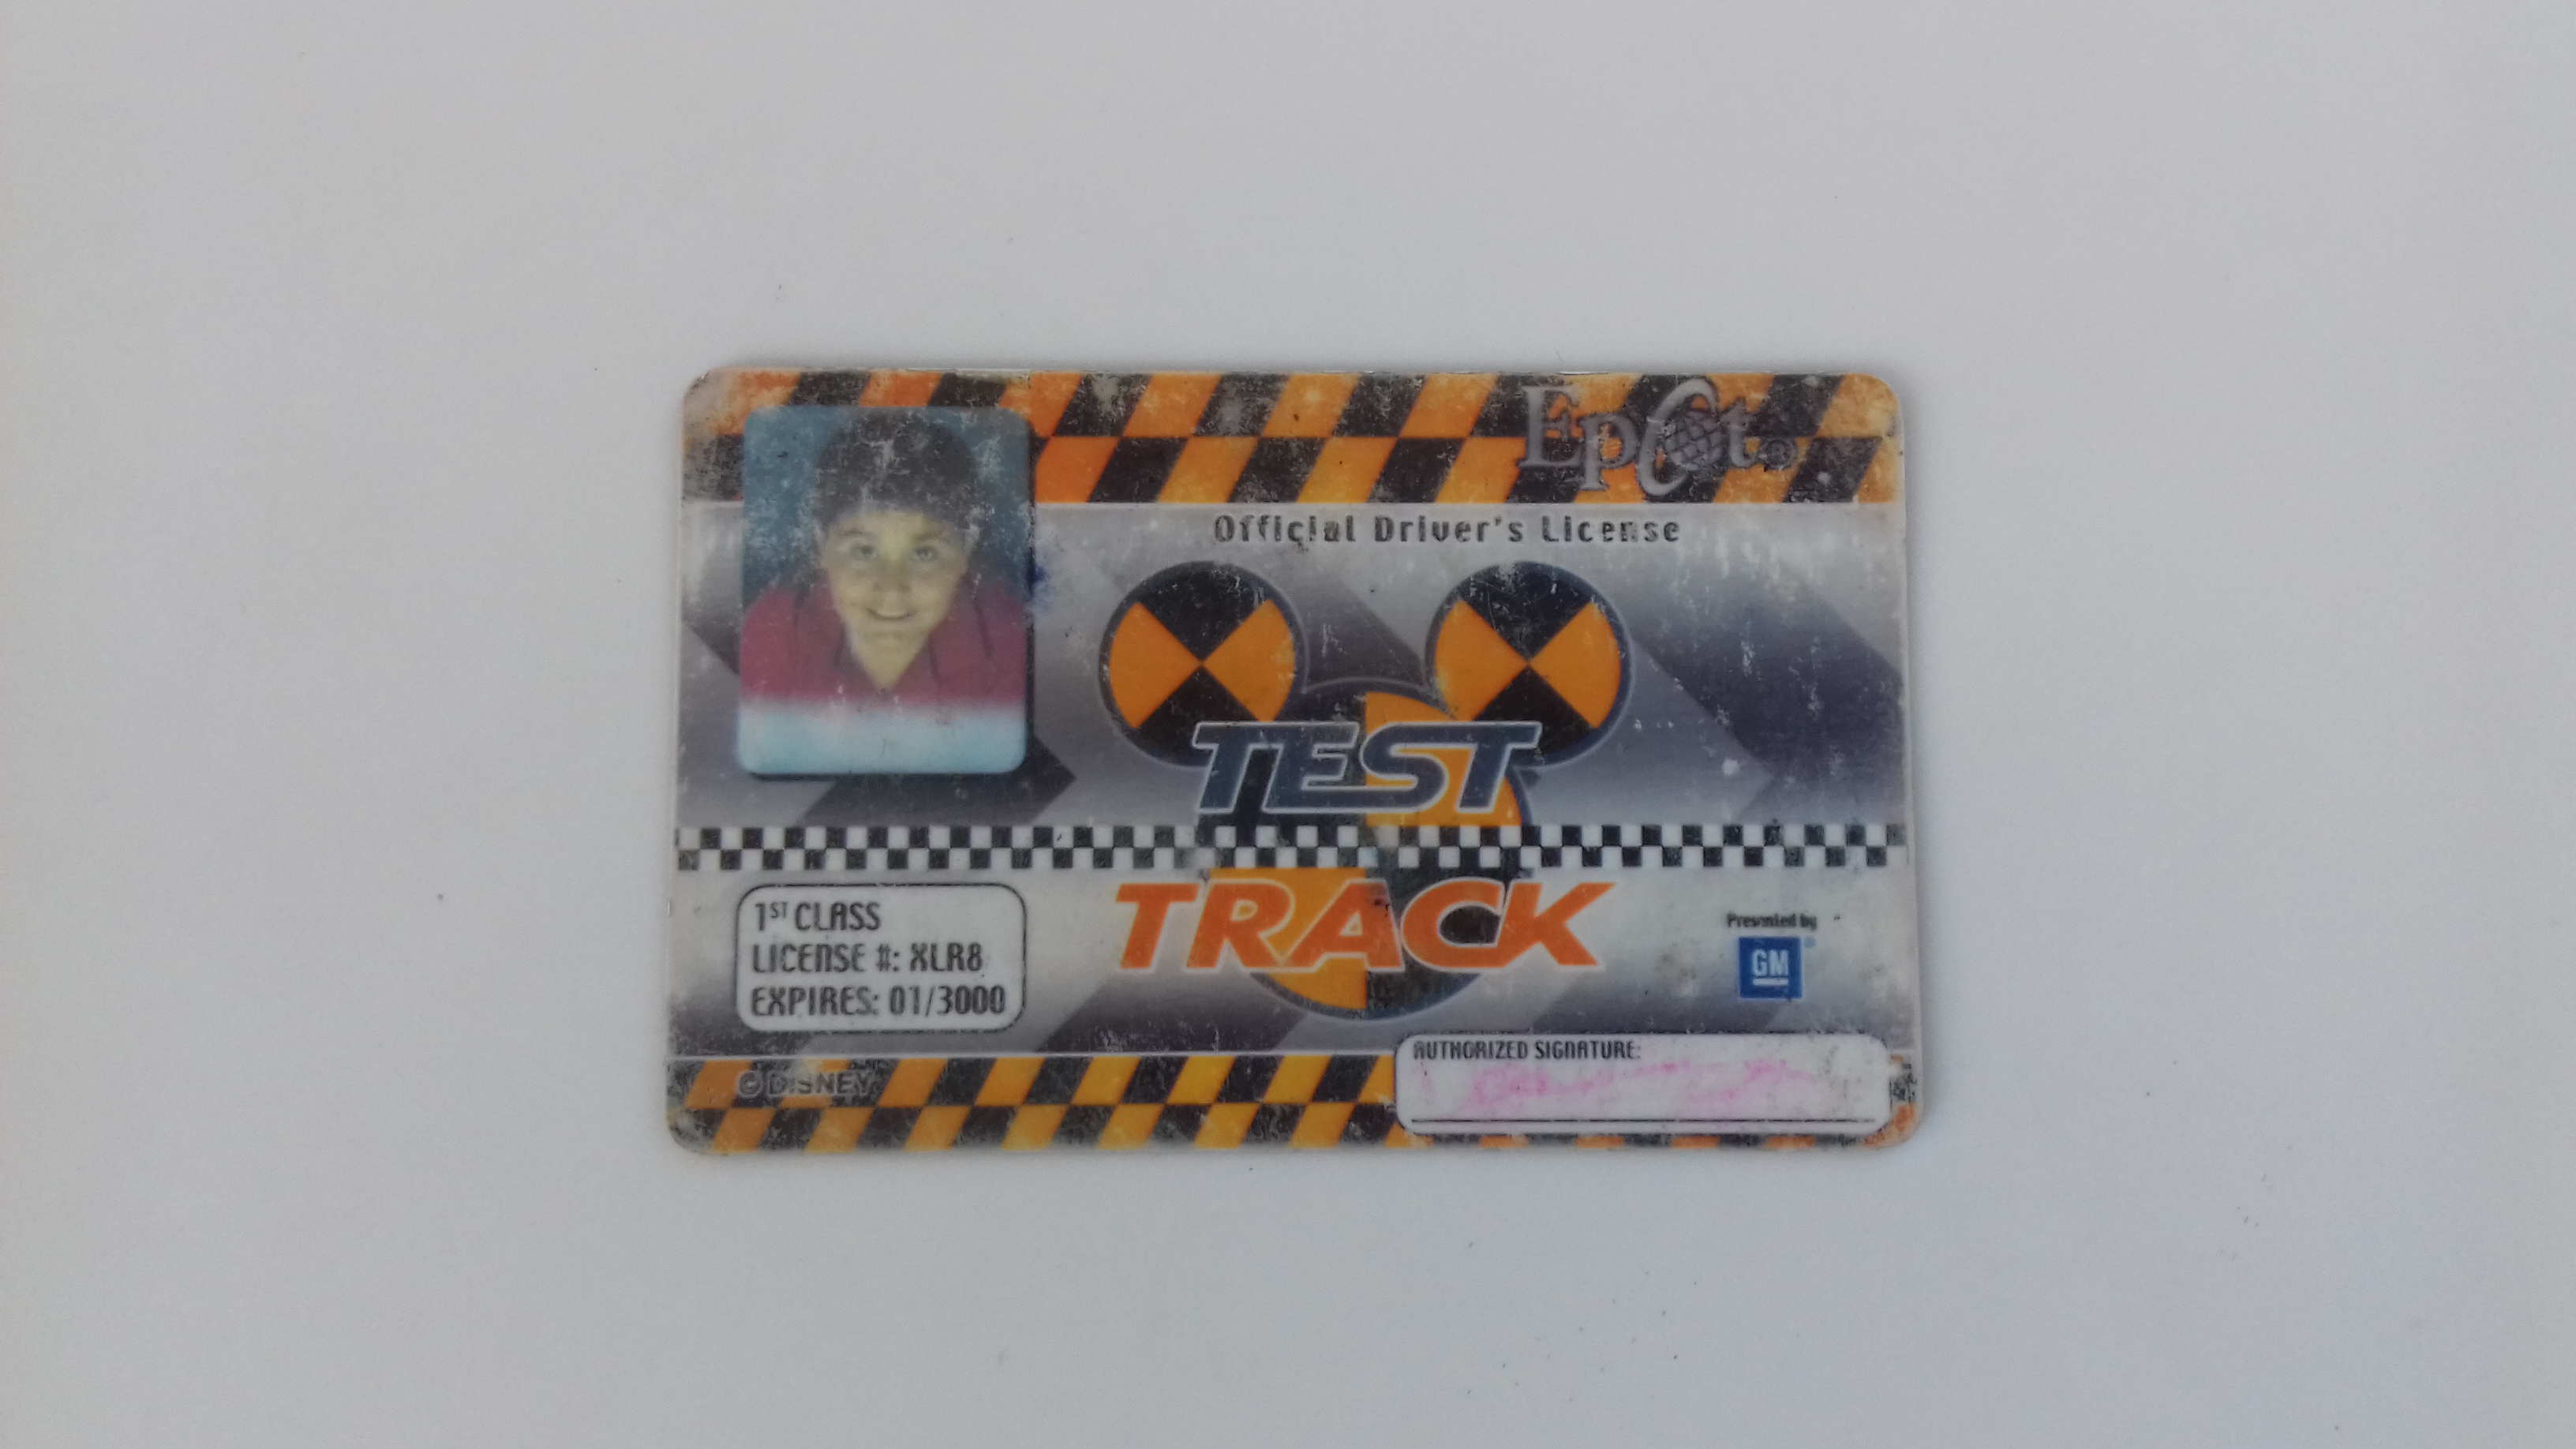 Epcot®
Official Driver's License
TEST
TRACK
Presented by
GM®
1ST CLASS
LICENSE #: XLR8
EXPIRES: 01/3000
AUTHORIZED SIGNATURE:
© DISNEY